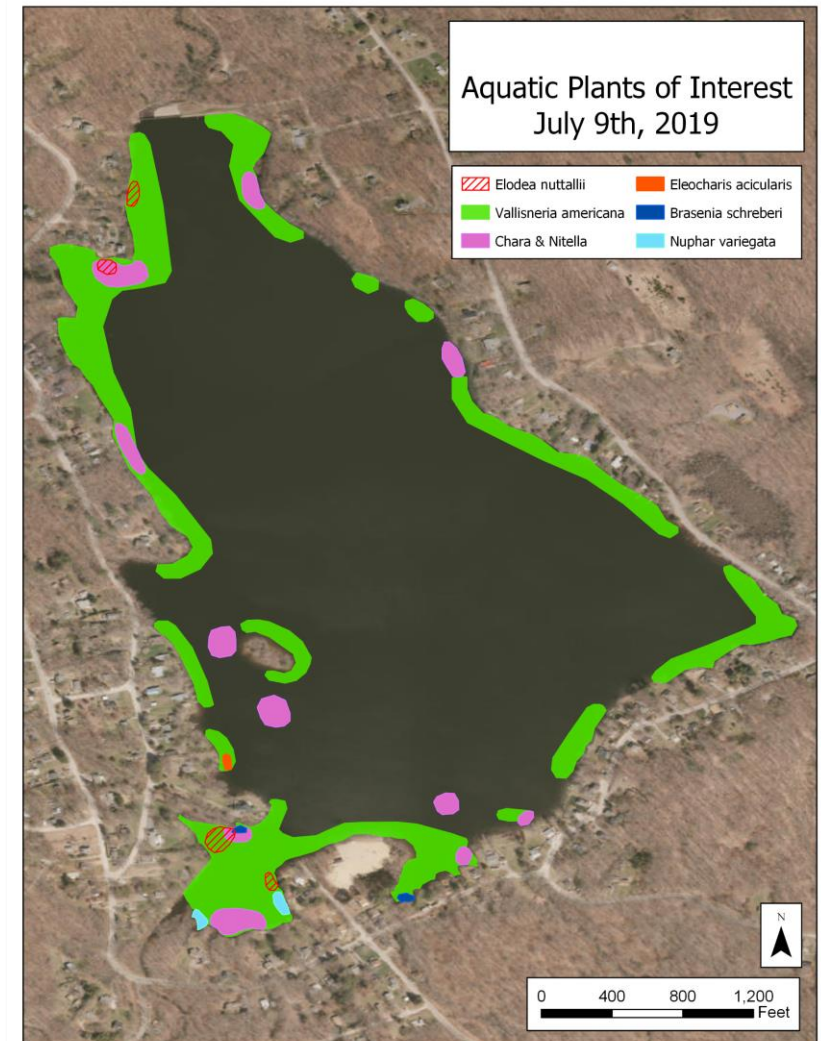 Aquatic Plants of Interest
July 9th, 2019
Elodea nuttallii
Eleocharis acicularis
Vallisneria americana
Brasenia schreberi
Chara & Nitella
Nuphar variegata
N
0 400 800 1,200
Feet